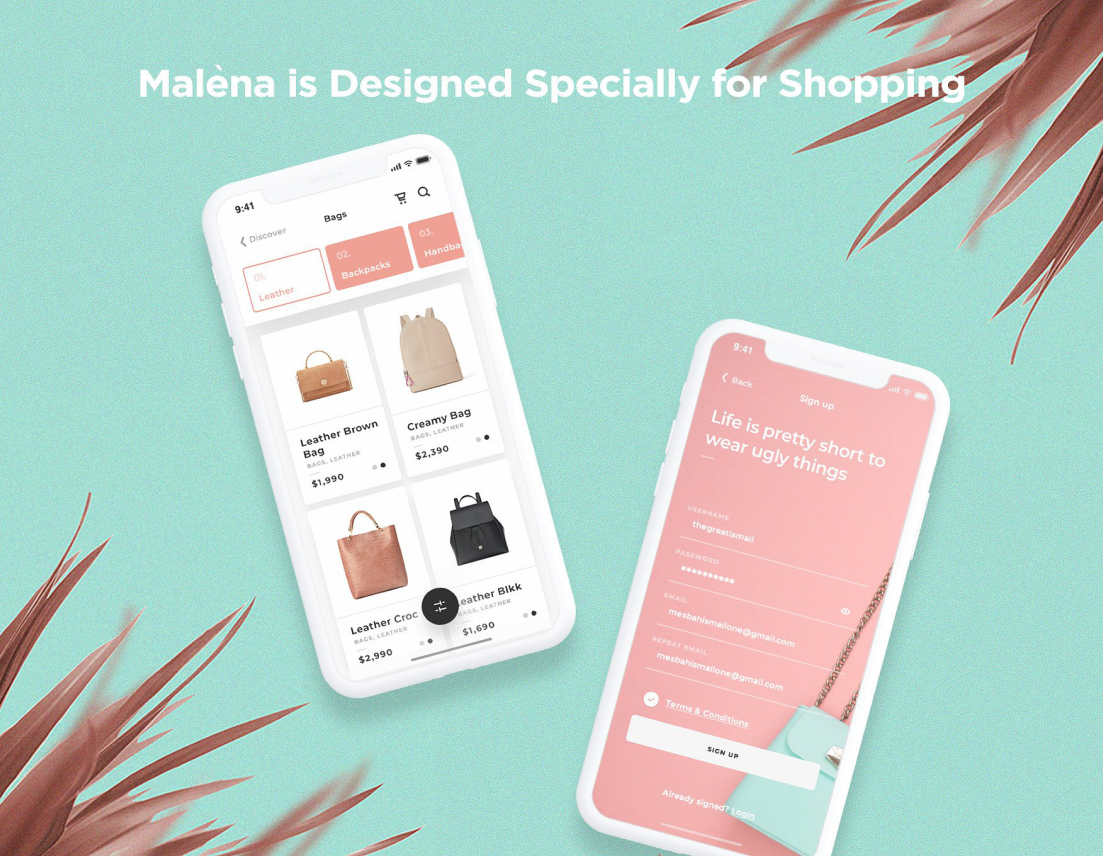 Malèna is Designed Specially for Shopping
9:41
Discover
Bags
01.
Leather
02.
Backpacks
03.
Handba
Leather Brown
Bag
BAGS, LEATHER
$1,990
Creamy Bag
BAGS, LEATHER
$2,390
Leather Croc
BAGS, LEATHER
$2,990
Leather Blkk
BAGS, LEATHER
$1,690
9:41
Back
Sign up
Life is pretty short to
wear ugly things
USERNAME
thegreatismail
PASSWORD
**********
EMAIL
mesbahismailone@gmail.com
REPEAT EMAIL
mesbahismailone@gmail.com
Terms & Conditions
SIGN UP
Already signed? Login